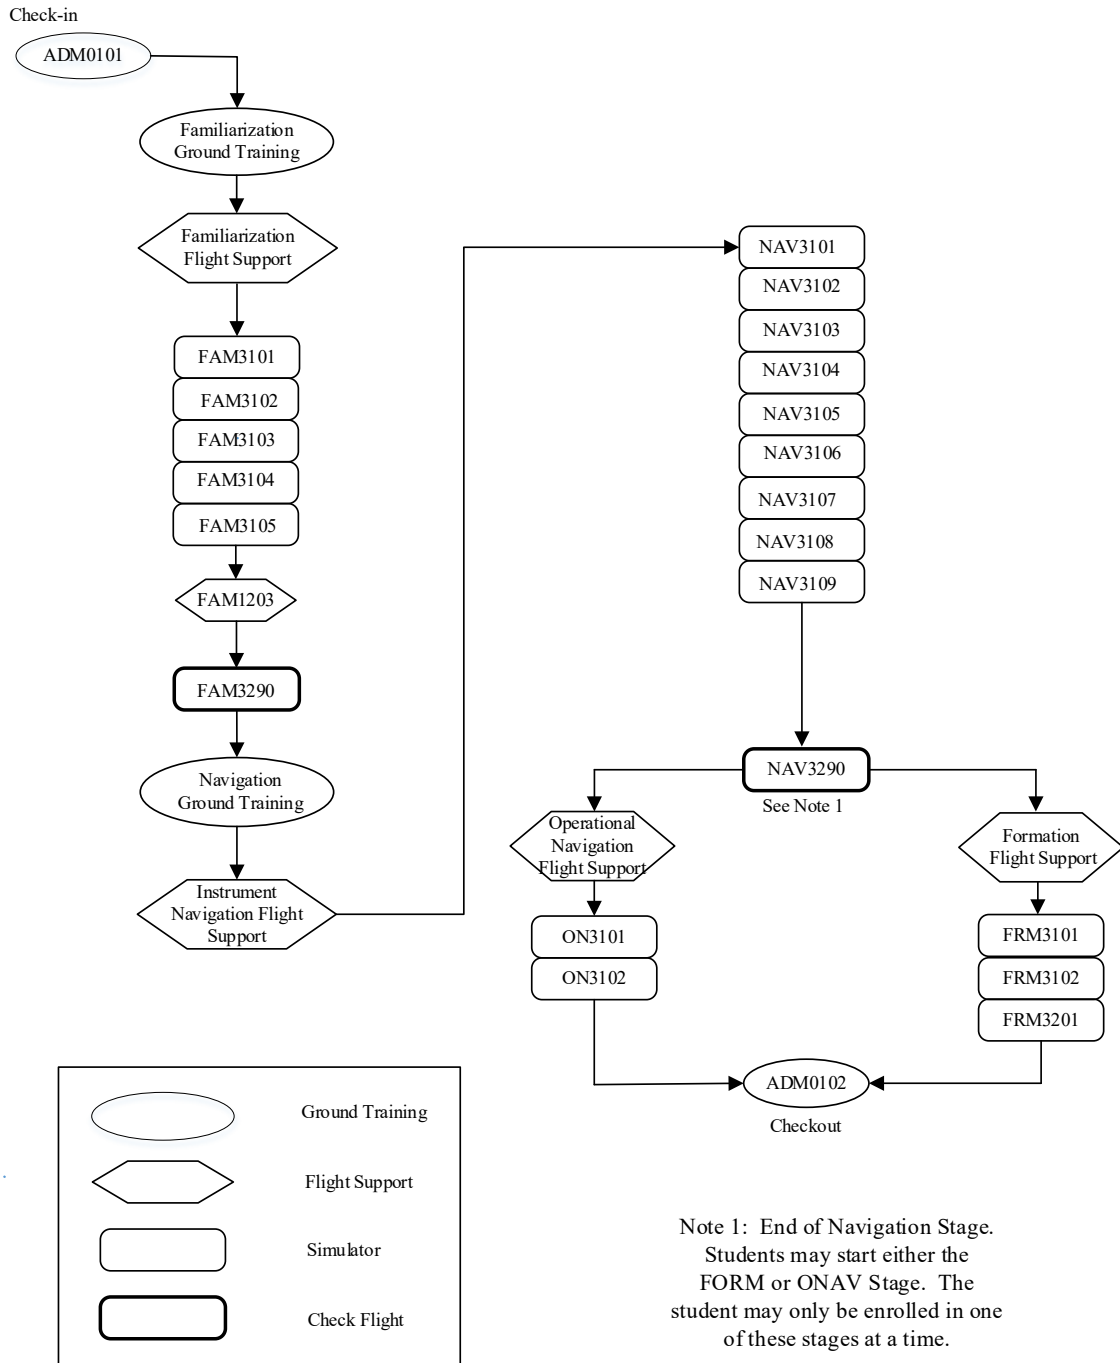 Check-in
ADM0101
Familiarization
Ground Training
Familiarization
Flight Support
FAM3101
FAM3102
FAM3103
FAM3104
FAM3105
FAM1203
FAM3290
Navigation
Ground Training
Instrument
Navigation Flight
Support
NAV3101
NAV3102
NAV3103
NAV3104
NAV3105
NAV3106
NAV3107
NAV3108
NAV3109
NAV3290
See Note 1
Operational
Navigation
Flight Support
ON3101
ON3102
Formation
Flight Support
FRM3101
FRM3102
FRM3201
ADM0102
Checkout
Ground Training
Flight Support
Simulator
Check Flight
Note 1: End of Navigation Stage.
Students may start either the
FORM or ONAV Stage. The
student may only be enrolled in one
of these stages at a time.